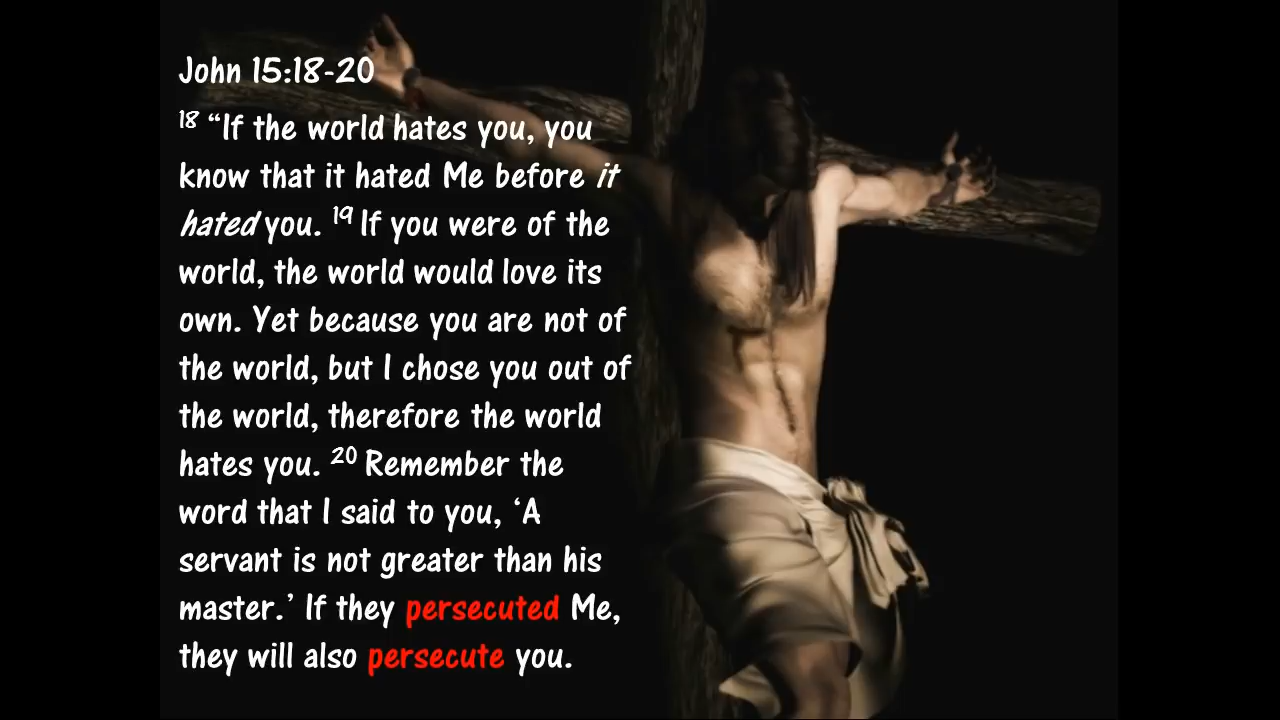 John 15:18-20
18 “If the world hates you, you
know that it hated Me before it
hated you. 19 If you were of the
world, the world would love its
own. Yet because you are not of
the world, but I chose you out of
the world, therefore the world
hates you. 20 Remember the
word that I said to you, ‘A
servant is not greater than his
master.’ If they persecuted Me,
they will also persecute you.